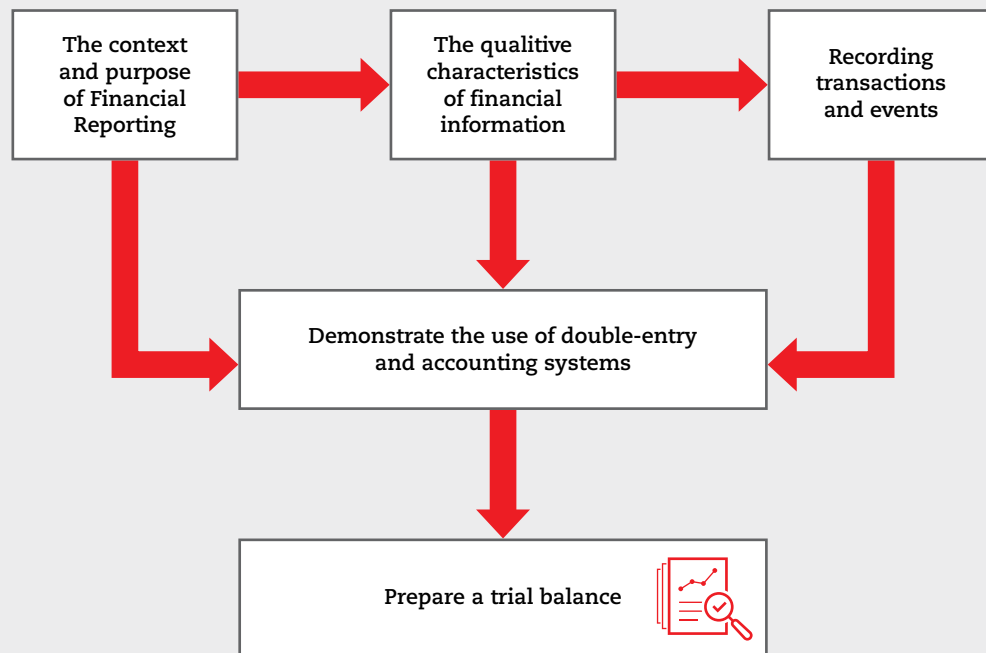 The context
and purpose
of Financial
Reporting
The qualitive
characteristics
of financial
information
Recording
transactions
and events
Demonstrate the use of double-entry
and accounting systems
Prepare a trial balance